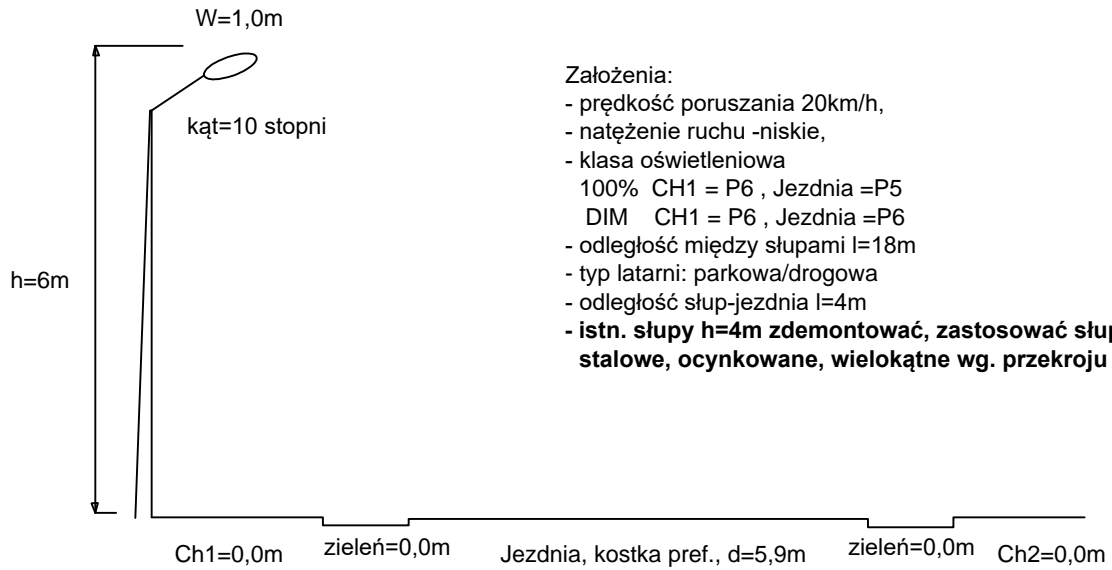 W=1,0m
kąt=10 stopni
h=6m
Założenia:
- prędkość poruszania 20km/h,
- natężenie ruchu -niskie,
- klasa oświetleniowa
100% CH1 = P6 , Jezdnia =P5
DIM CH1 = P6 , Jezdnia =P6
- odległość między słupami l=18m
- typ latarni: parkowa/drogowa
- odległość słup-jezdnia l=4m
- istn. słupy h=4m zdemontować, zastosować słup
stalowe, ocynkowane, wielokątne wg. przekroju
Ch1=0,0m
zieleń=0,0m
Jezdnia, kostka pref., d=5,9m
zieleń=0,0m
Ch2=0,0m